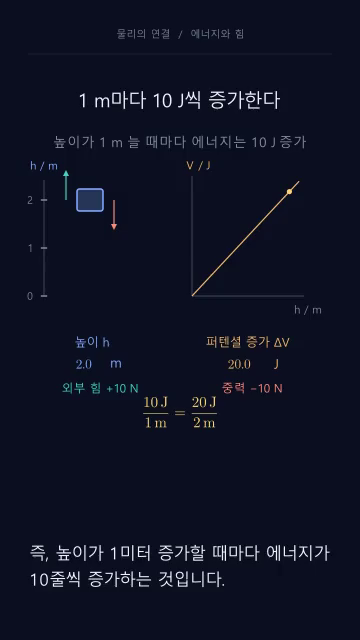 물리의 연결 / 에너지와 힘
1 m마다 10 J씩 증가한다
높이가 1 m 늘 때마다 에너지는 10 J 증가
h / m
V / J
2
1
0
h / m
높이 h
퍼텐셜 증가 ΔV
2.0 m
20.0 J
외부 힘 +10 N
중력 −10 N
10 J / 1 m = 20 J / 2 m
즉, 높이가 1미터 증가할 때마다 에너지가
10줄씩 증가하는 것입니다.